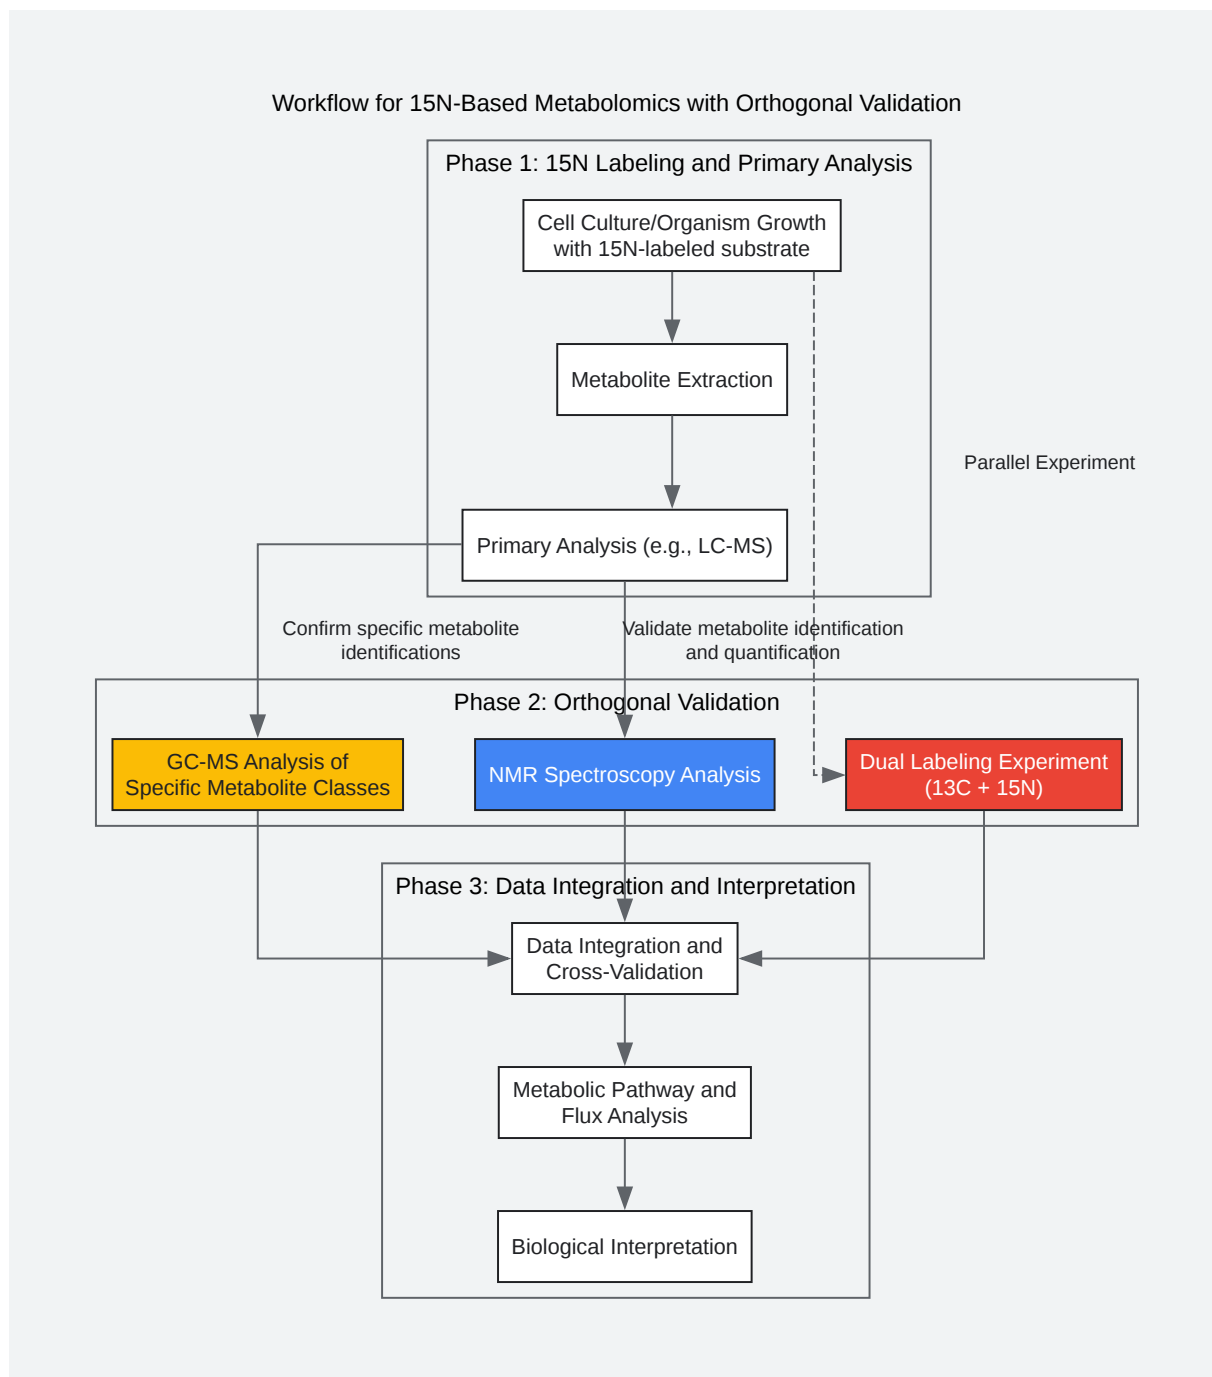 Workflow for 15N-Based Metabolomics with Orthogonal Validation
Phase 1: 15N Labeling and Primary Analysis
Cell Culture/Organism Growth
with 15N-labeled substrate
Metabolite Extraction
Parallel Experiment
Primary Analysis (e.g., LC-MS)
Confirm specific metabolite
identifications
Validate metabolite identification
and quantification
Phase 2: Orthogonal Validation
GC-MS Analysis of
Specific Metabolite Classes
NMR Spectroscopy Analysis
Dual Labeling Experiment
(13C + 15N)
Phase 3: Data Integration and Interpretation
Data Integration and
Cross-Validation
Metabolic Pathway and
Flux Analysis
Biological Interpretation